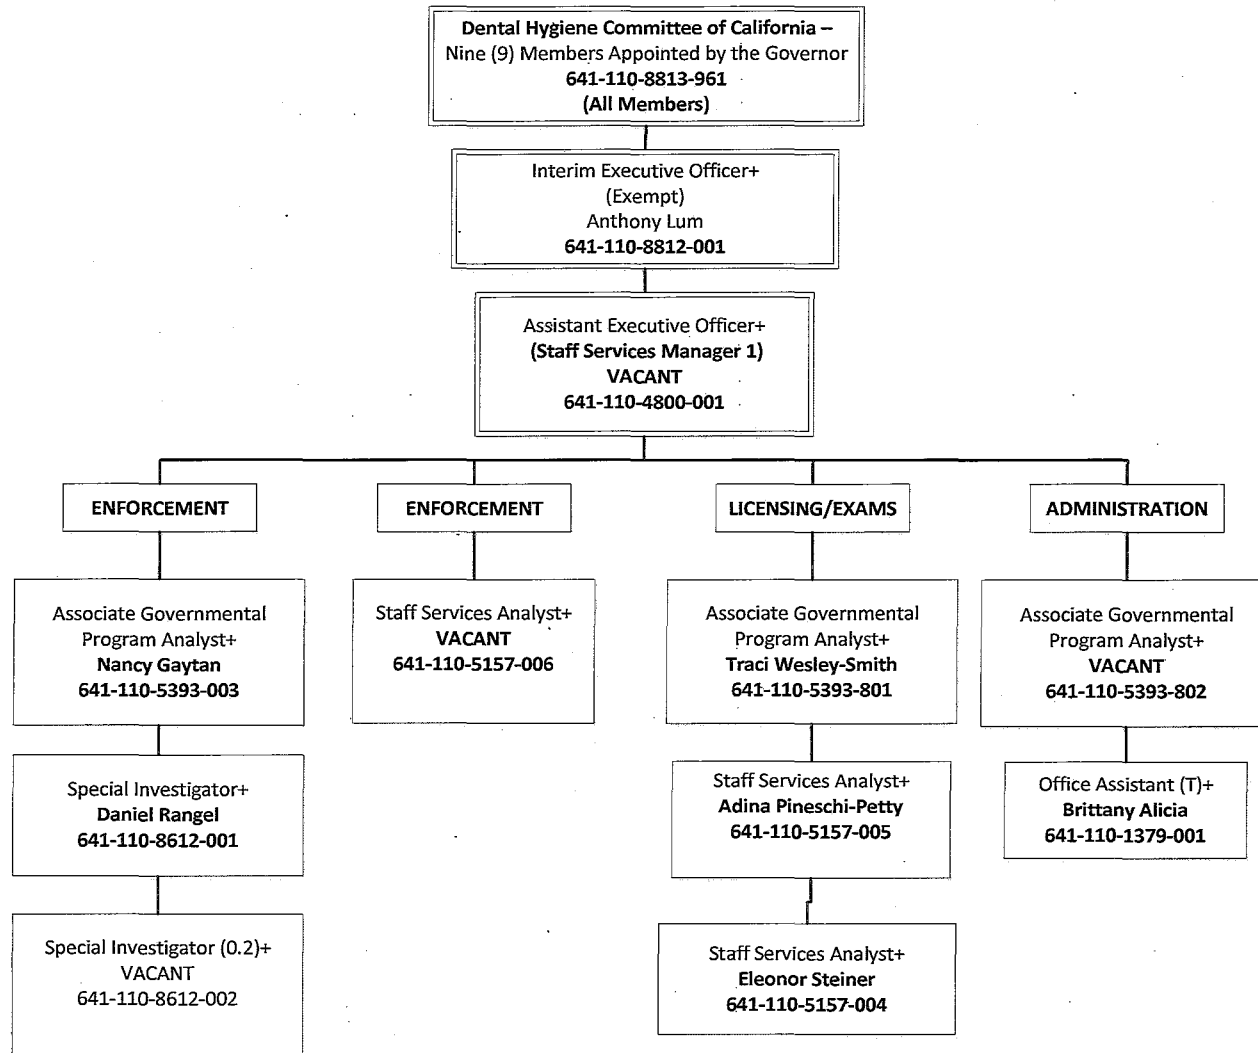 Dental Hygiene Committee of California –
Nine (9) Members Appointed by the Governor
641-110-8813-961
(All Members)
Interim Executive Officer+
(Exempt)
Anthony Lum
641-110-8812-001
Assistant Executive Officer+
(Staff Services Manager 1)
VACANT
641-110-4800-001
ENFORCEMENT
ENFORCEMENT
LICENSING/EXAMS
ADMINISTRATION
Associate Governmental
Program Analyst+
Nancy Gaytan
641-110-5393-003
Staff Services Analyst+
VACANT
641-110-5157-006
Associate Governmental
Program Analyst+
Traci Wesley-Smith
641-110-5393-801
Associate Governmental
Program Analyst+
VACANT
641-110-5393-802
Special Investigator+
Daniel Rangel
641-110-8612-001
Staff Services Analyst+
Adina Pineschi-Petty
641-110-5157-005
Office Assistant (T)+
Brittany Alicia
641-110-1379-001
Special Investigator (0.2)+
VACANT
641-110-8612-002
Staff Services Analyst+
Eleonor Steiner
641-110-5157-004